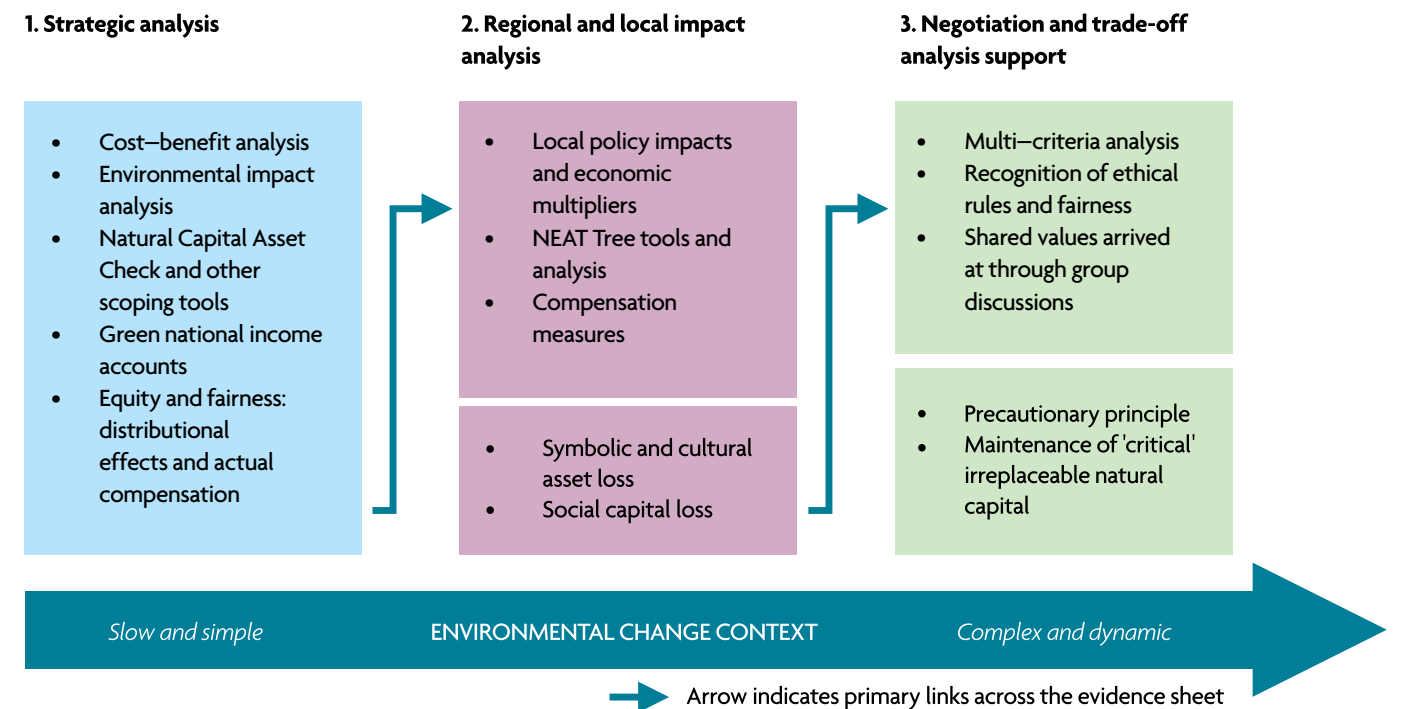 1. Strategic analysis
2. Regional and local impact
analysis
3. Negotiation and trade-off
analysis support
• Cost–benefit analysis
• Environmental impact
analysis
• Natural Capital Asset
Check and other
scoping tools
• Green national income
accounts
• Equity and fairness:
distributional
effects and actual
compensation
• Local policy impacts
and economic
multipliers
• NEAT Tree tools and
analysis
• Compensation
measures
• Symbolic and cultural
asset loss
• Social capital loss
• Multi–criteria analysis
• Recognition of ethical
rules and fairness
• Shared values arrived
at through group
discussions
• Precautionary principle
• Maintenance of 'critical'
irreplaceable natural
capital
Slow and simple
ENVIRONMENTAL CHANGE CONTEXT
Complex and dynamic
Arrow indicates primary links across the evidence sheet